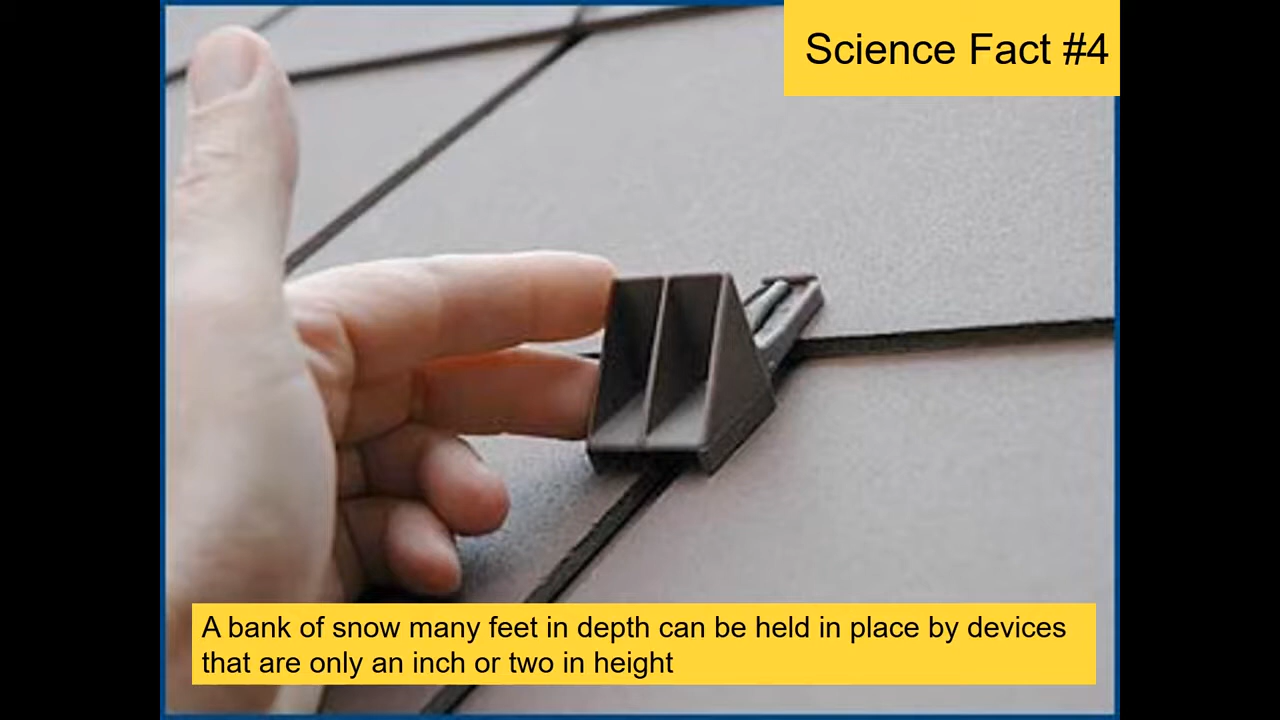 Science Fact #4
A bank of snow many feet in depth can be held in place by devices
that are only an inch or two in height